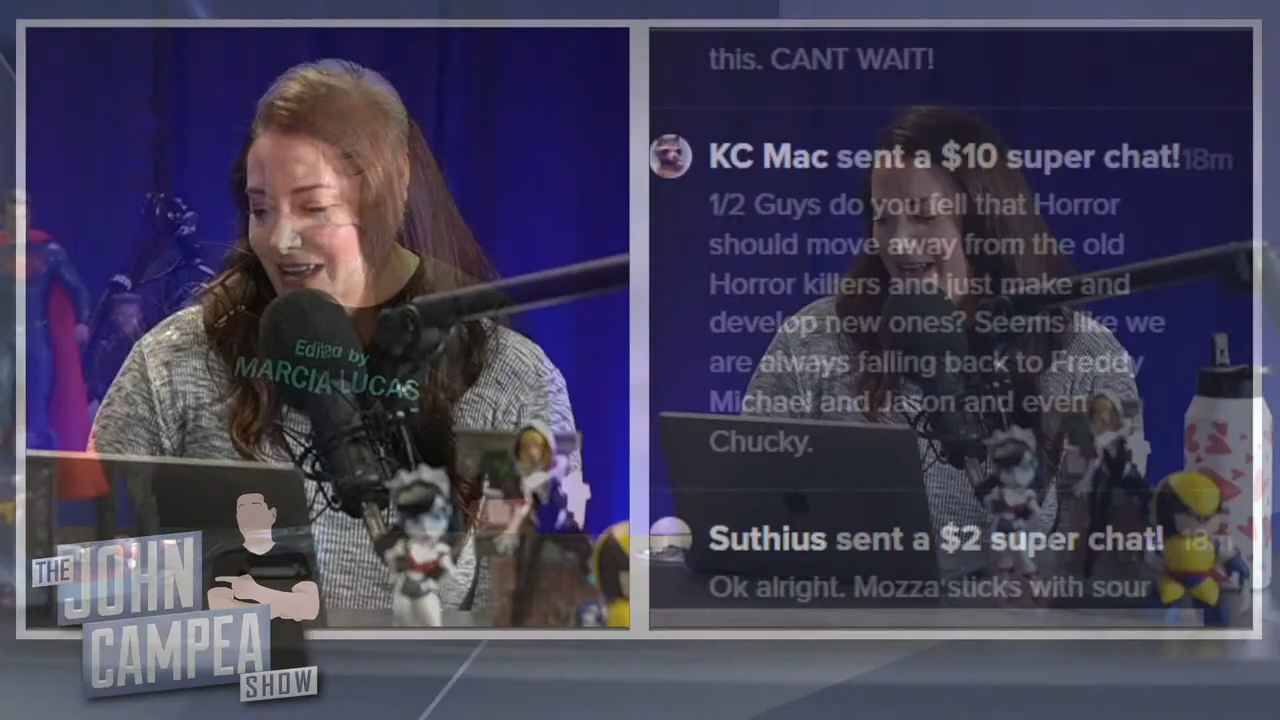 this. CANT WAIT!
KC Mac sent a $10 super chat! 18m
1/2 Guys do you fell that Horror
should move away from the old
Horror killers and just make and
develop new ones? Seems like we
are always falling back to Freddy
Michael and Jason and even
Chucky.
Suthius sent a $2 super chat! 18m
Ok alright. Mozza sticks with sour
Edited by
MARCIA LUCAS
THE
JOHN
CAMPEA
SHOW